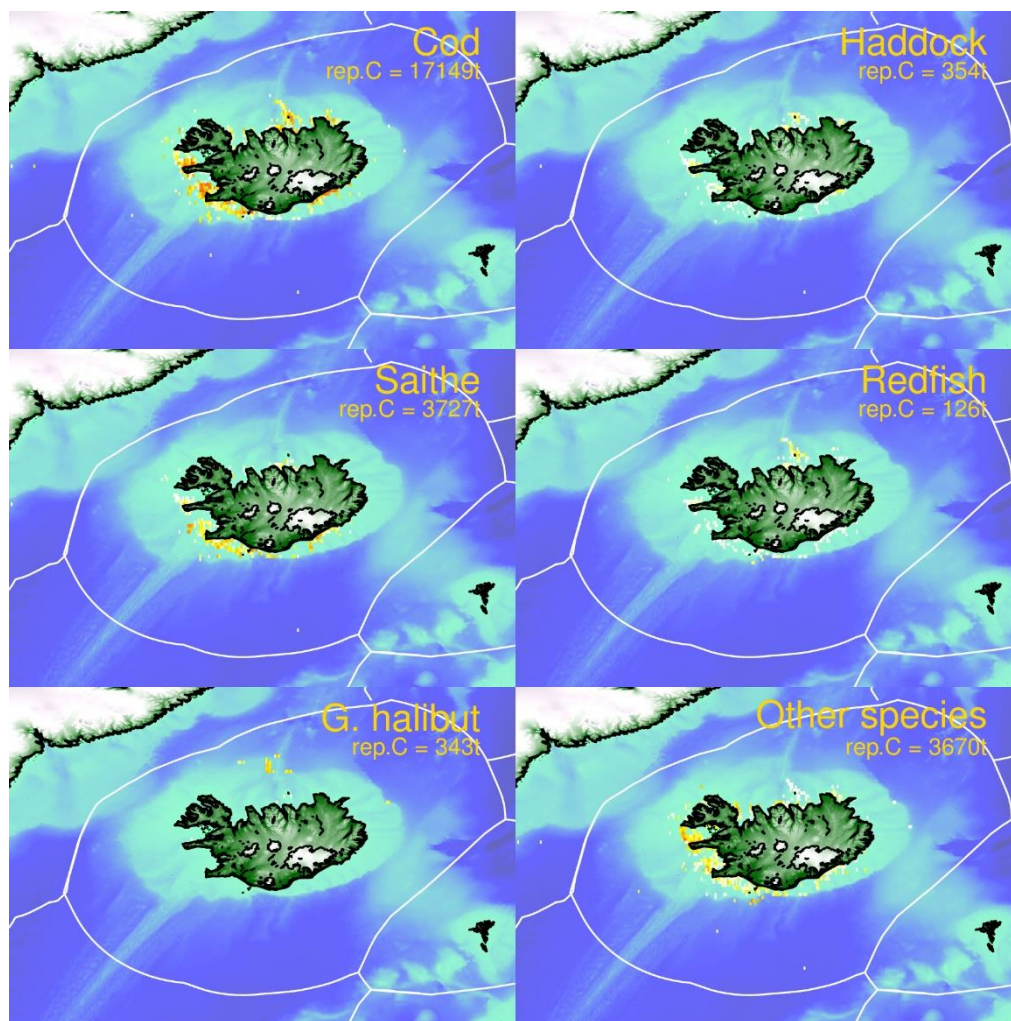 Cod
rep.C = 17149t
Haddock
rep.C = 354t
Saithe
rep.C = 3727t
Redfish
rep.C = 126t
G. halibut
rep.C = 343t
Other species
rep.C = 3670t